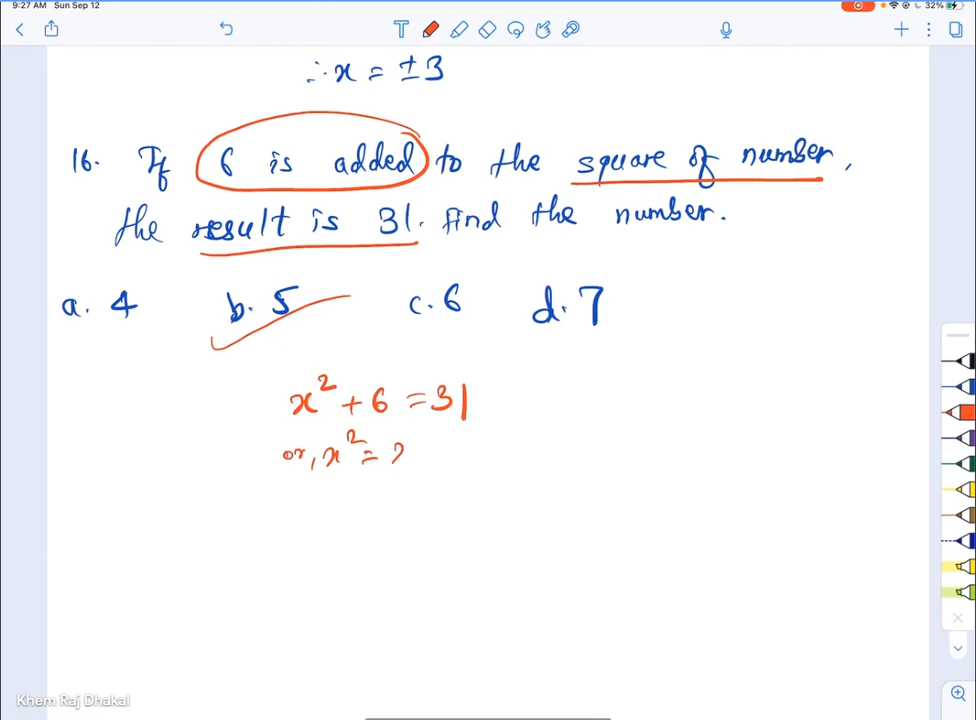 9:27 AM Sun Sep 12
32%
∴ x = ±3
16. If 6 is added to the square of number,
the result is 31. find the number.
a. 4 b. 5 c. 6 d. 7
x² + 6 = 31
or, x² =
Khem Raj Dhakal